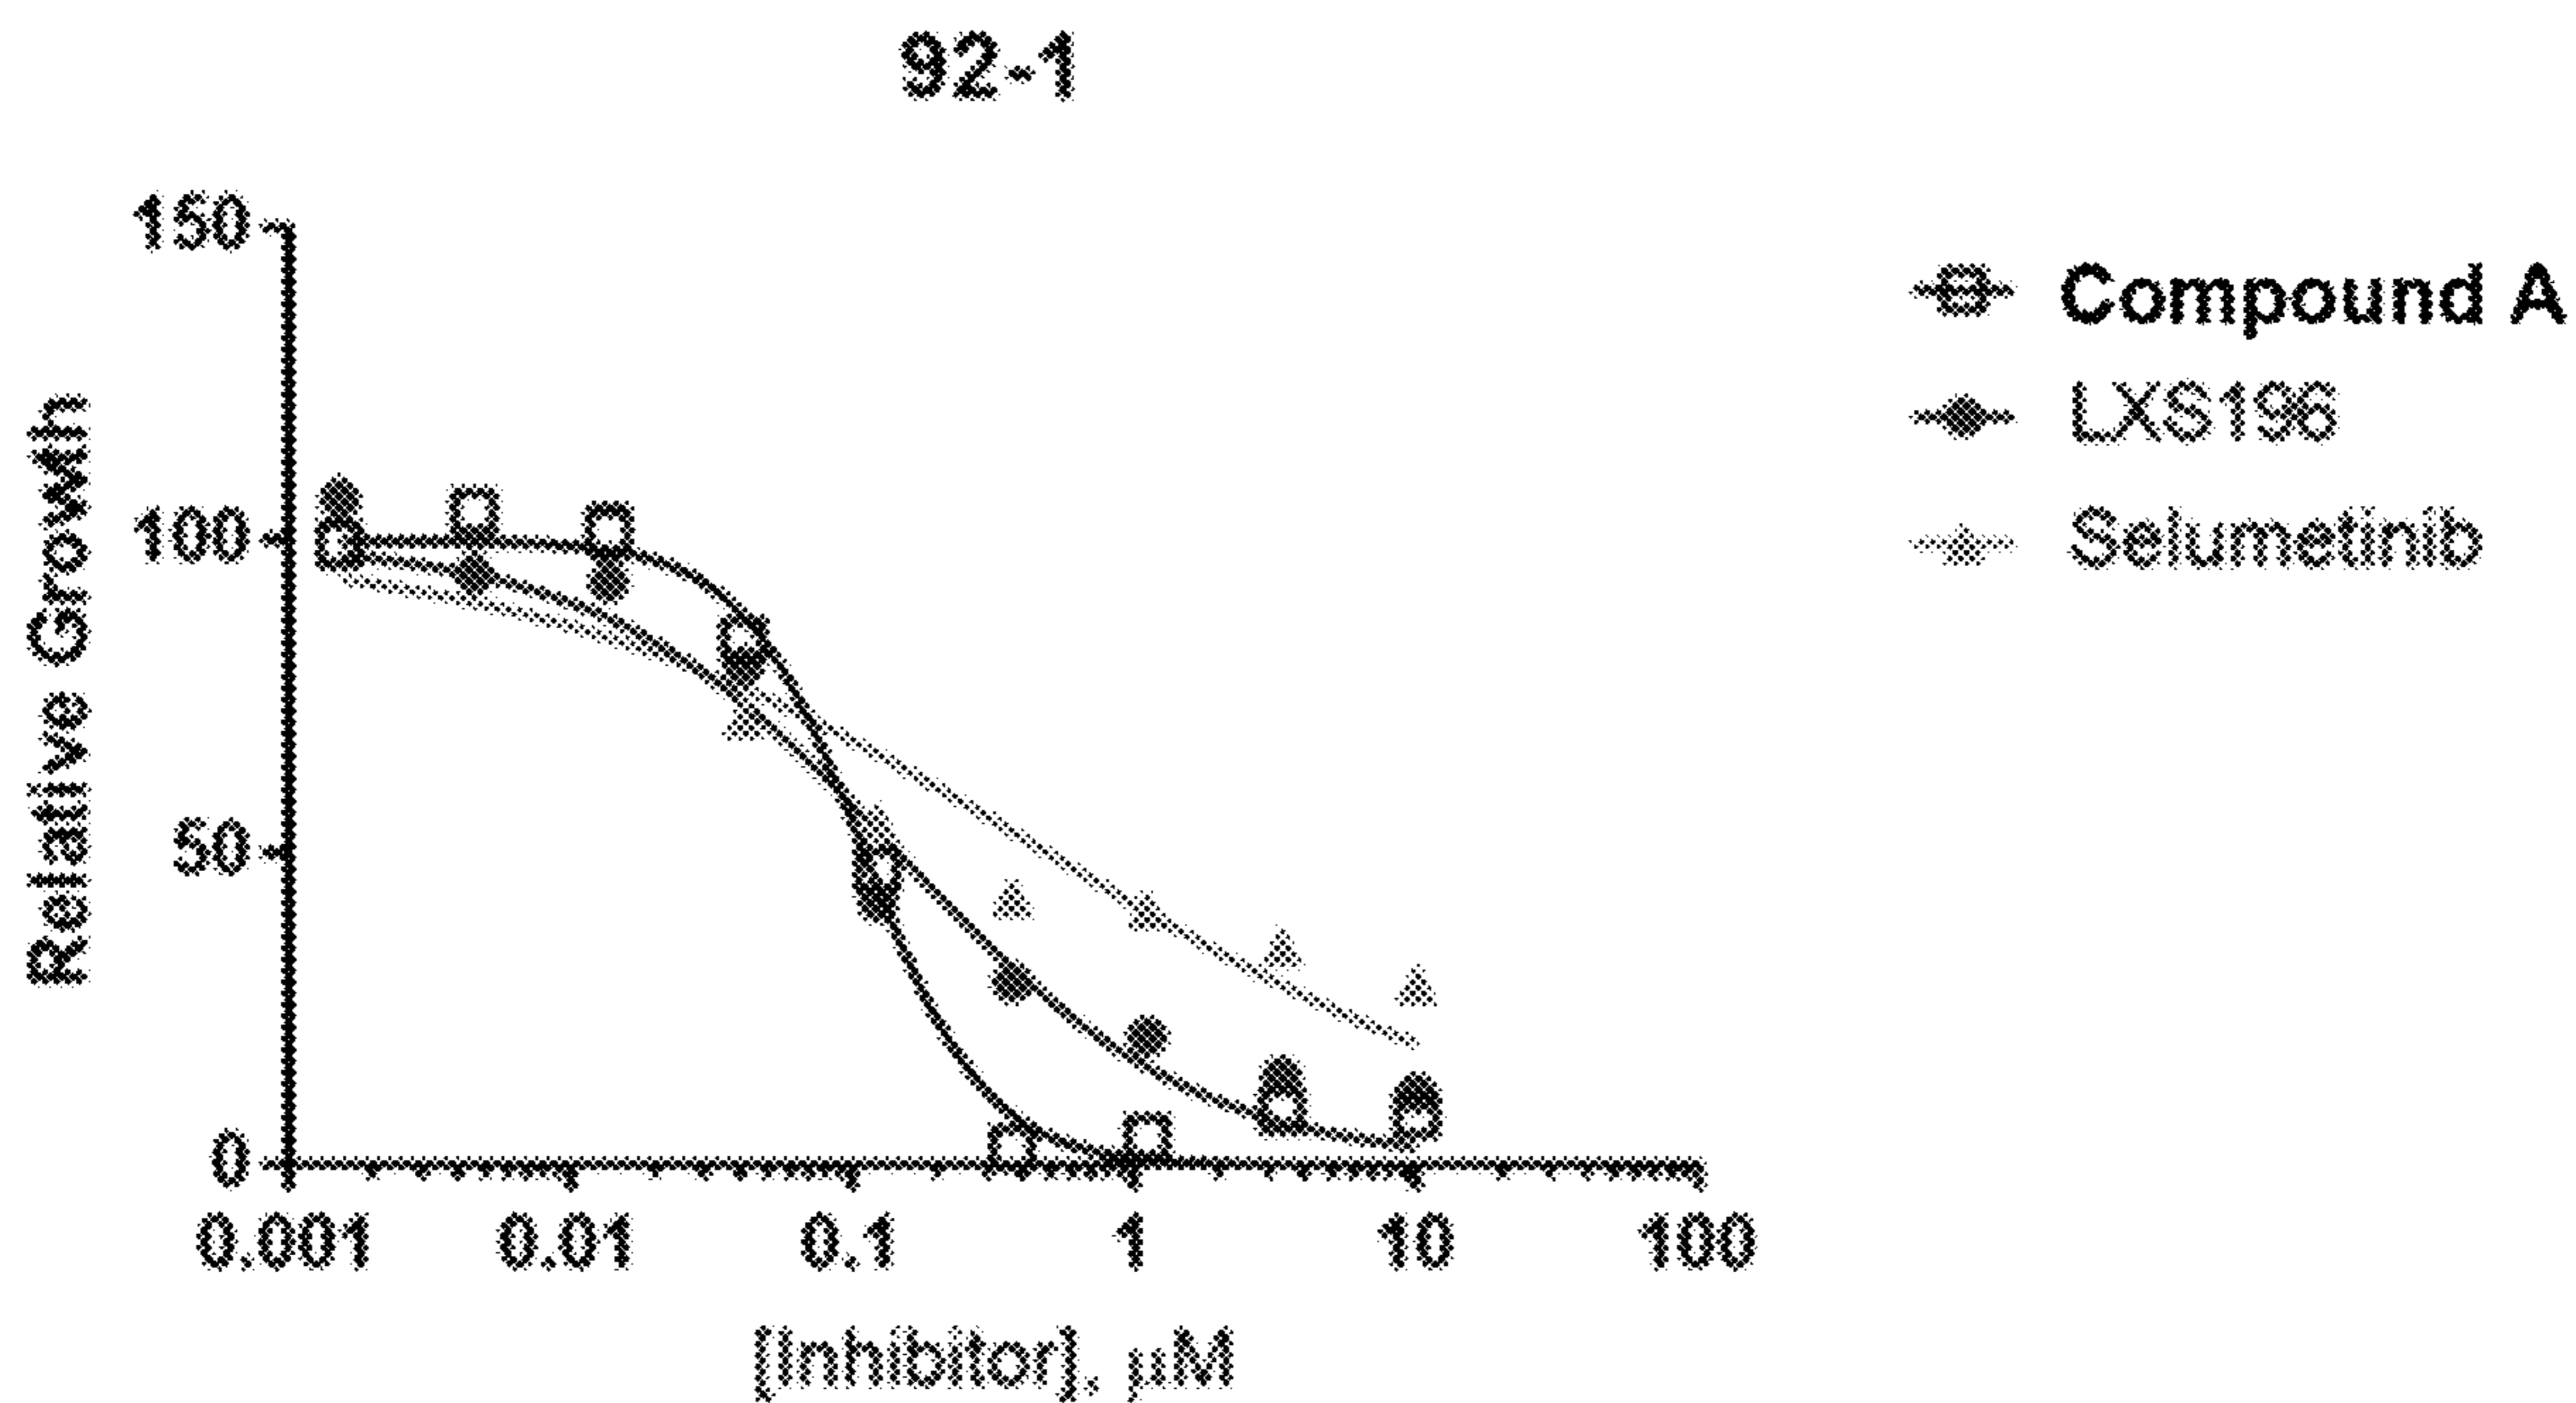 92-1
150
100
50
0
Relative Growth
0.001
0.01
0.1
1
10
100
[Inhibitor], µM
Compound A
LXS196
Selumetinib